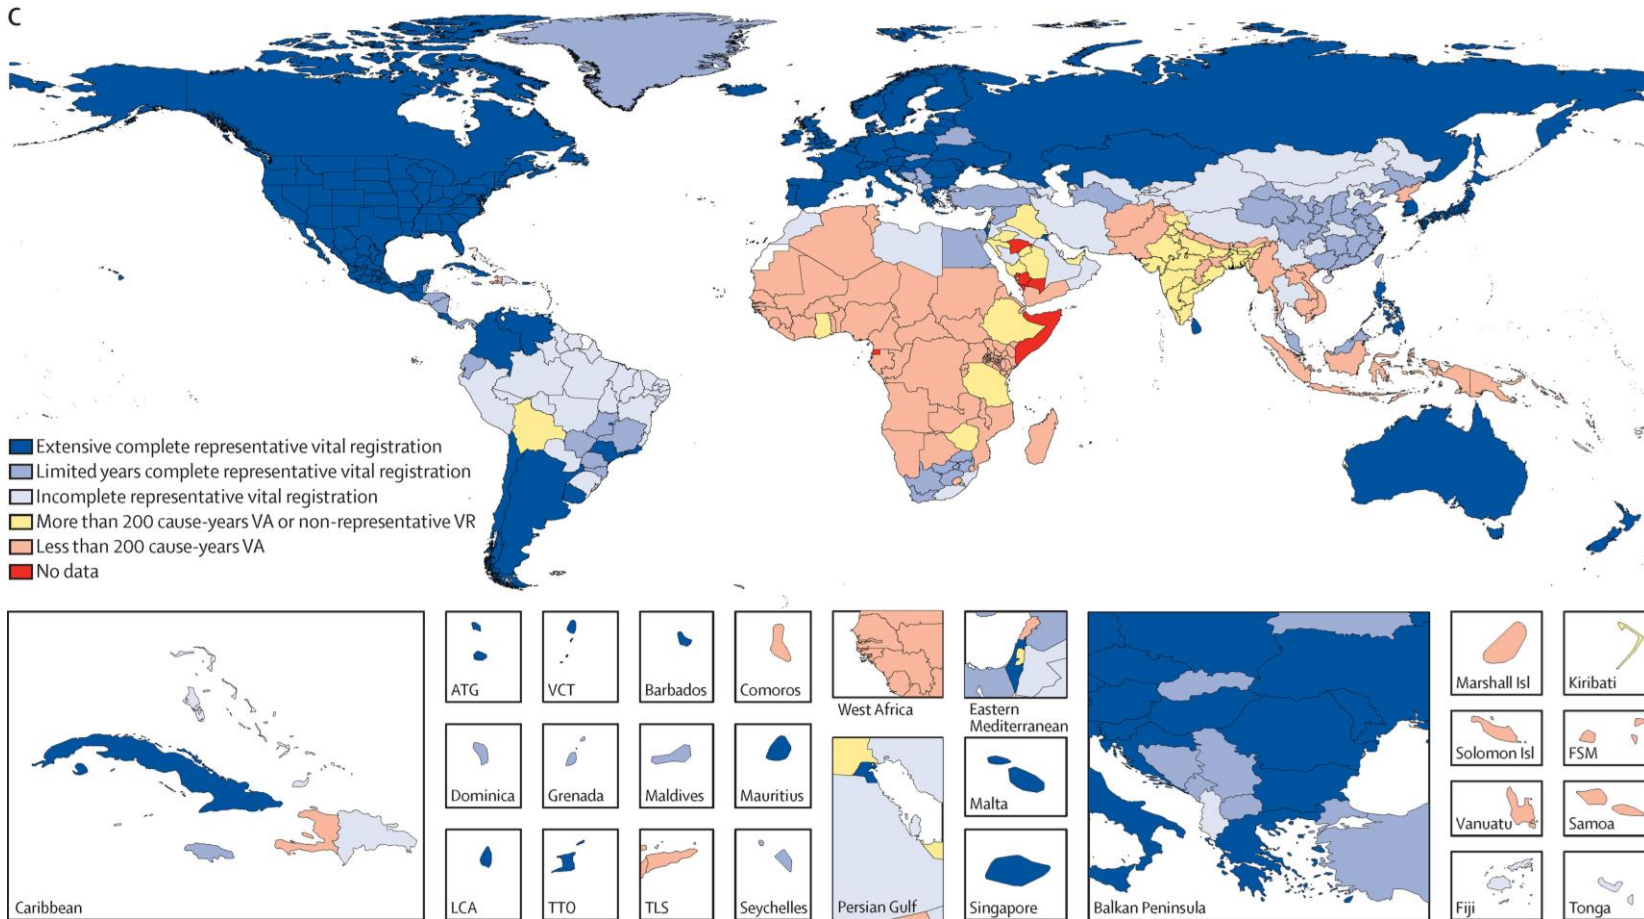 C
Extensive complete representative vital registration
Limited years complete representative vital registration
Incomplete representative vital registration
More than 200 cause-years VA or non-representative VR
Less than 200 cause-years VA
No data
Caribbean
ATG
VCT
Barbados
Comoros
Dominica
Grenada
Maldives
Mauritius
LCA
TTO
TLS
Seychelles
West Africa
Eastern
Mediterranean
Persian Gulf
Malta
Singapore
Balkan Peninsula
Marshall Isl
Kiribati
Solomon Isl
FSM
Vanuatu
Samoa
Fiji
Tonga